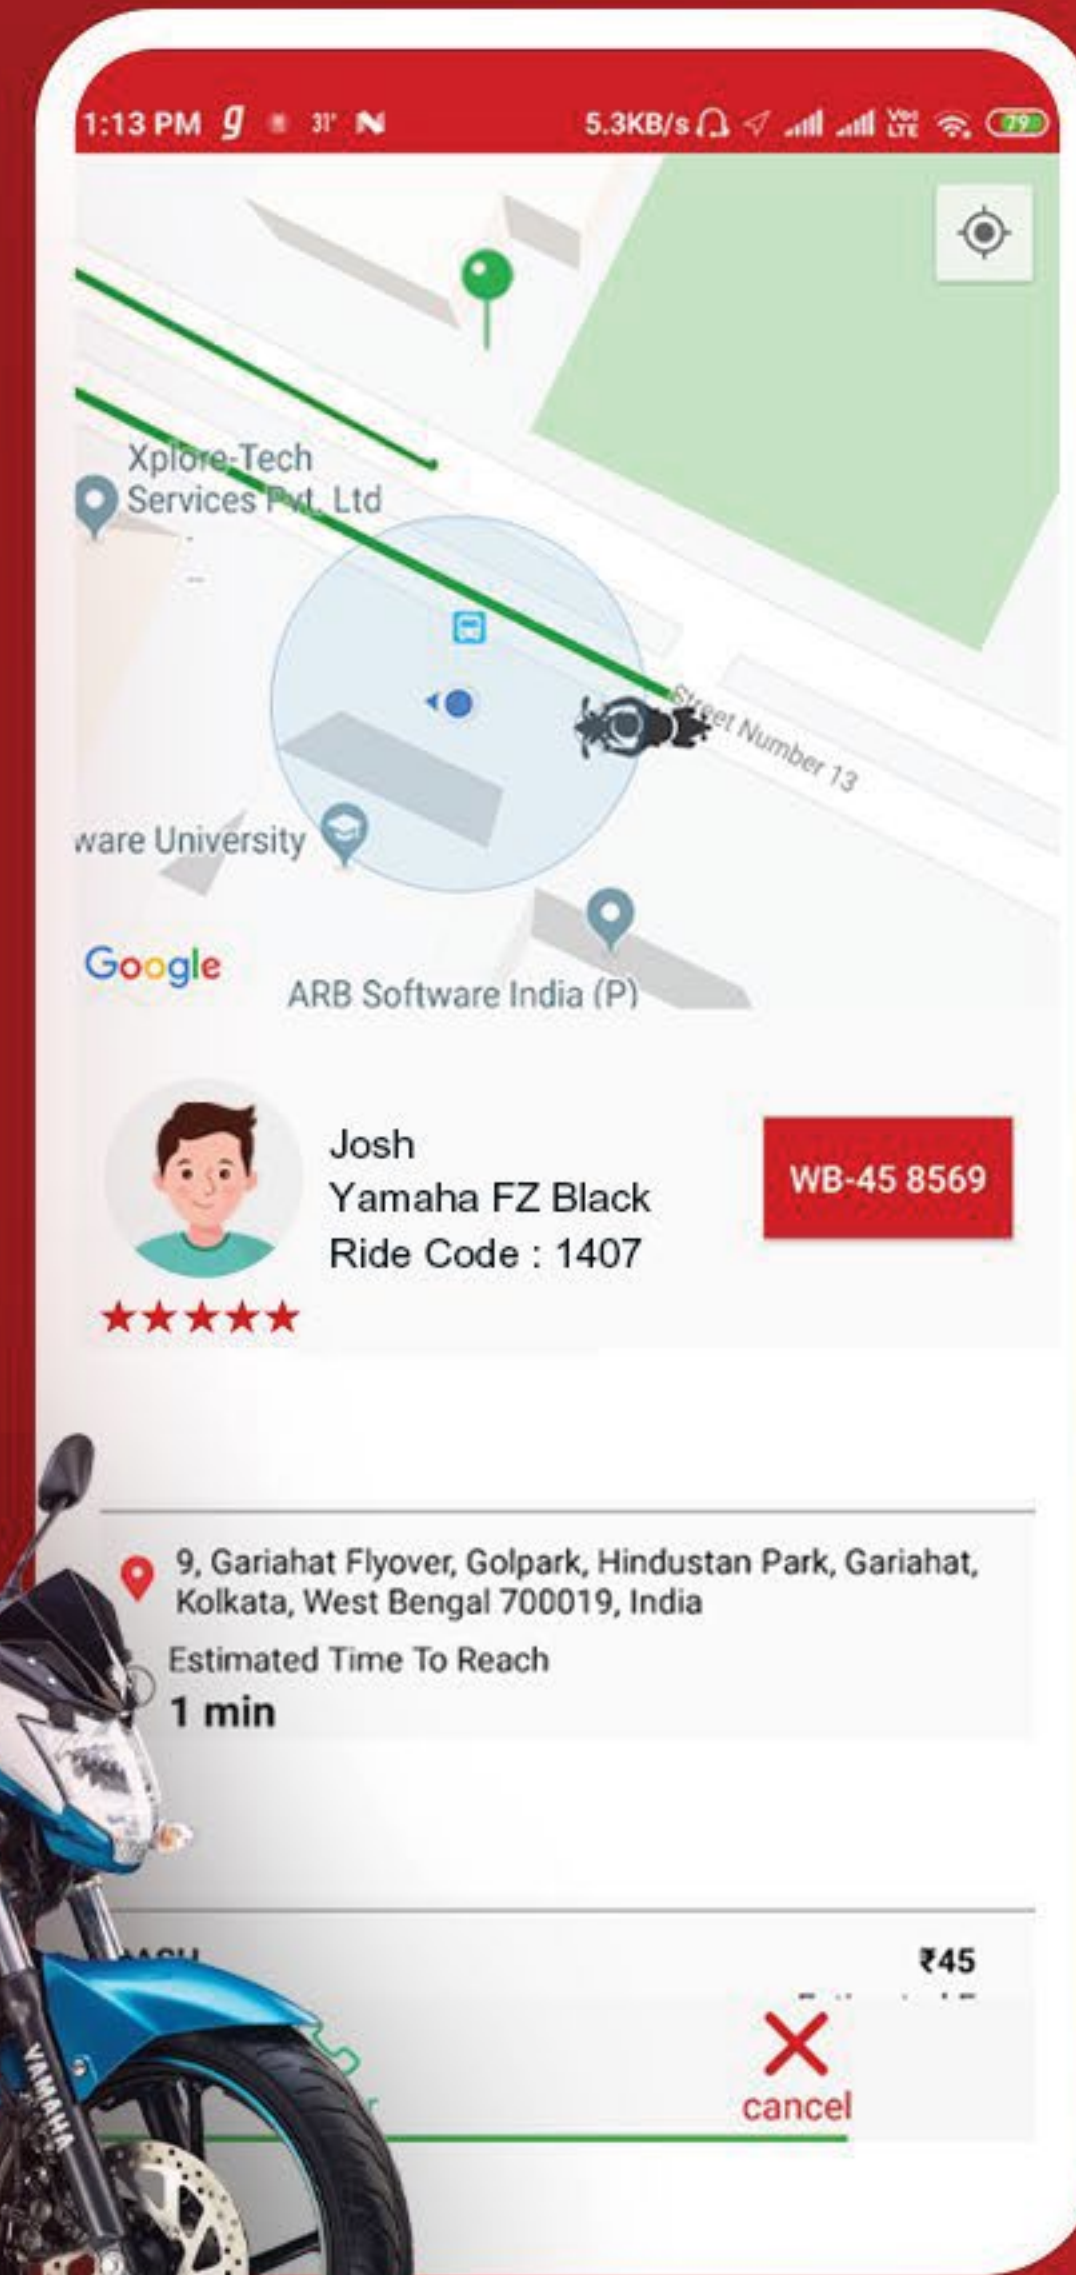 1:13 PM g 31° N 5.3KB/s Vo) LTE 79
Xplore-Tech
Services Pvt. Ltd
Street Number 13
ware University
Google
ARB Software India (P)
Josh
Yamaha FZ Black
Ride Code : 1407
WB-45 8569
9, Gariahat Flyover, Golpark, Hindustan Park, Gariahat,
Kolkata, West Bengal 700019, India
Estimated Time To Reach
1 min
₹45
cancel
YAMAHA